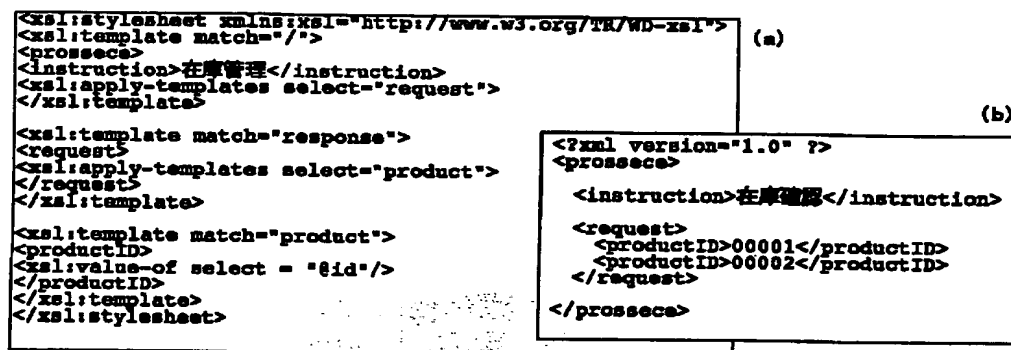 <xsl:stylesheet xmlns:xsl="http://www.w3.org/TR/WD-xsl">
(a)
<xsl:template match="/">
<prossece>
<instruction>在庫管理</instruction>
<xsl:apply-templates select="request">
</xsl:template>
<xsl:template match="response">
<request>
<xsl:apply-templates select="product">
</request>
</xsl:template>
<xsl:template match="product">
<productID>
<xsl:value-of select = "@id"/>
</productID>
</xsl:template>
</xsl:stylesheet>
(b)
<?xml version="1.0" ?>
<prossece>
<instruction>在庫確認</instruction>
<request>
<productID>00001</productID>
<productID>00002</productID>
</request>
</prossece>